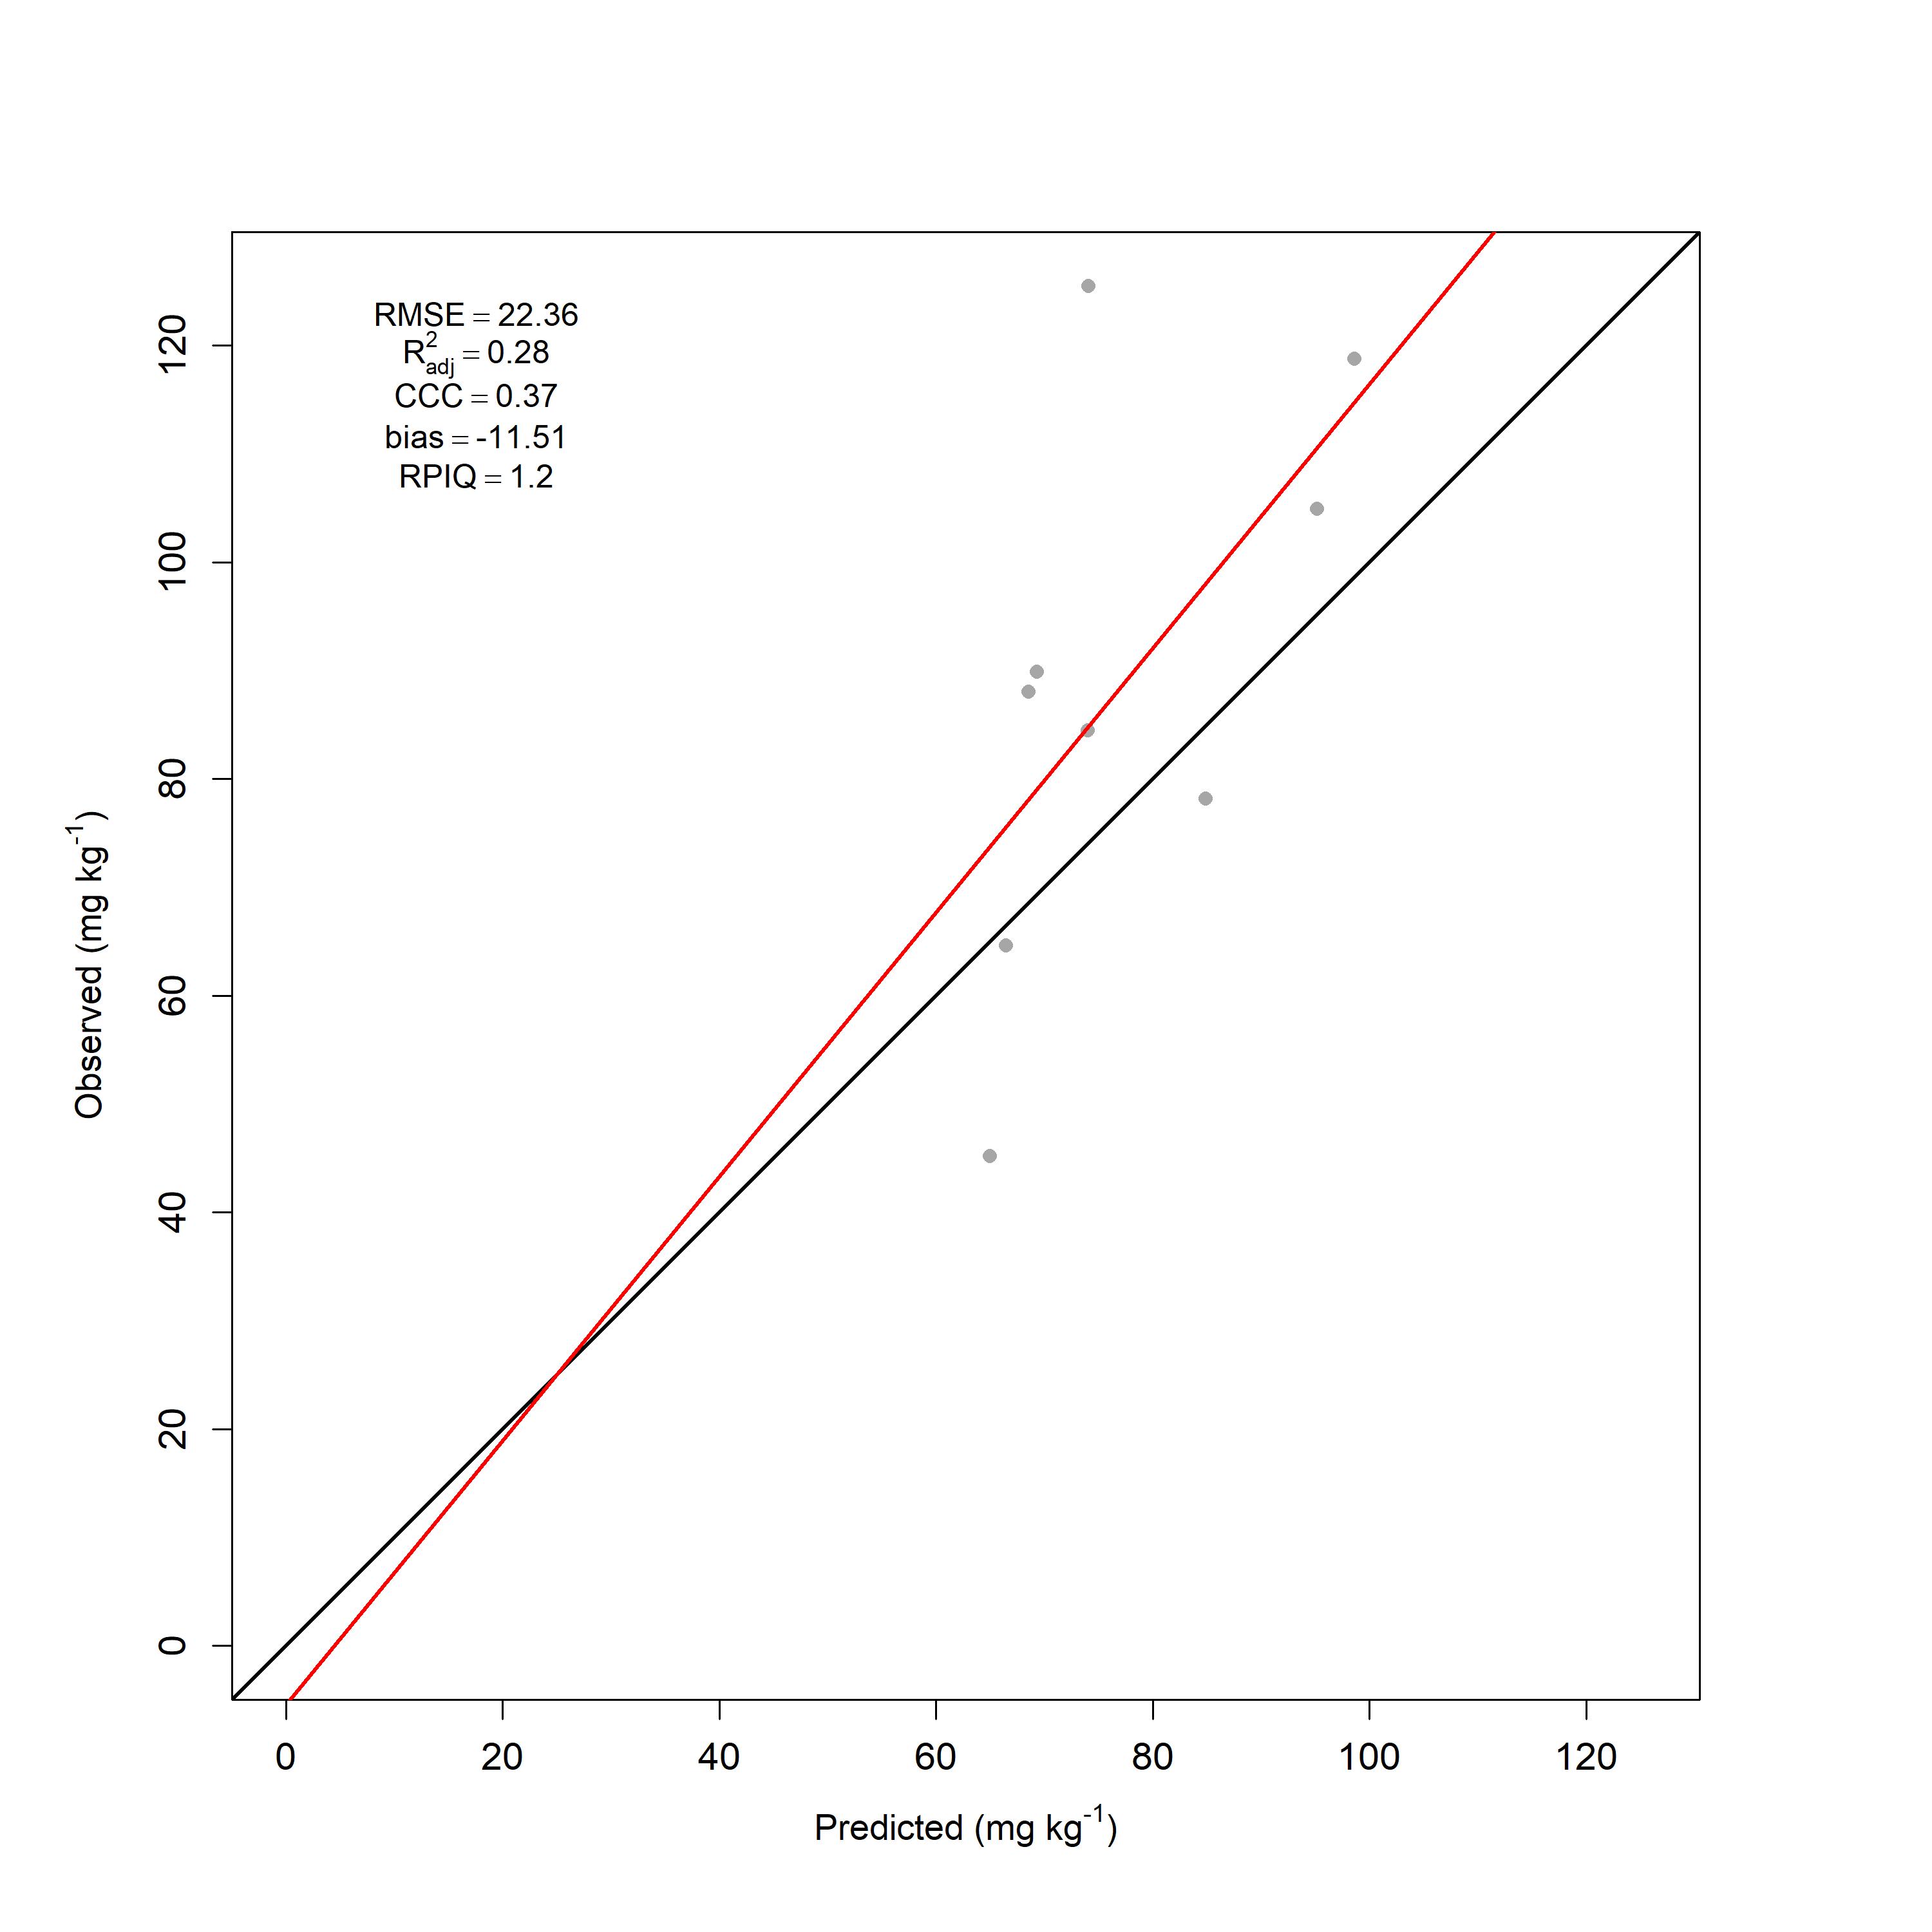 RMSE = 22.36
R²adj = 0.28
CCC = 0.37
bias = -11.51
RPIQ = 1.2
120
100
80
60
40
20
0
Observed (mg kg⁻¹)
0 20 40 60 80 100 120
Predicted (mg kg⁻¹)